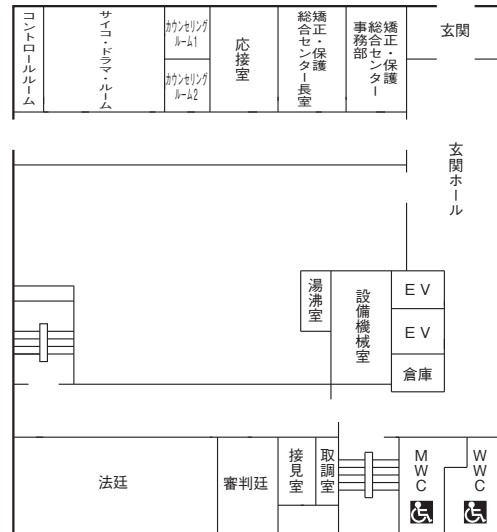 コントロールルーム
サイコ・ドラマ・ルーム
カウンセリング
ルーム1
カウンセリング
ルーム2
応接室
矯正・保護
総合センター長室
矯正・保護
総合センター
事務部
玄関
玄関ホール
湯沸室
設備機械室
EV
EV
倉庫
法廷
審判廷
接見室
取調室
MWC
WWC